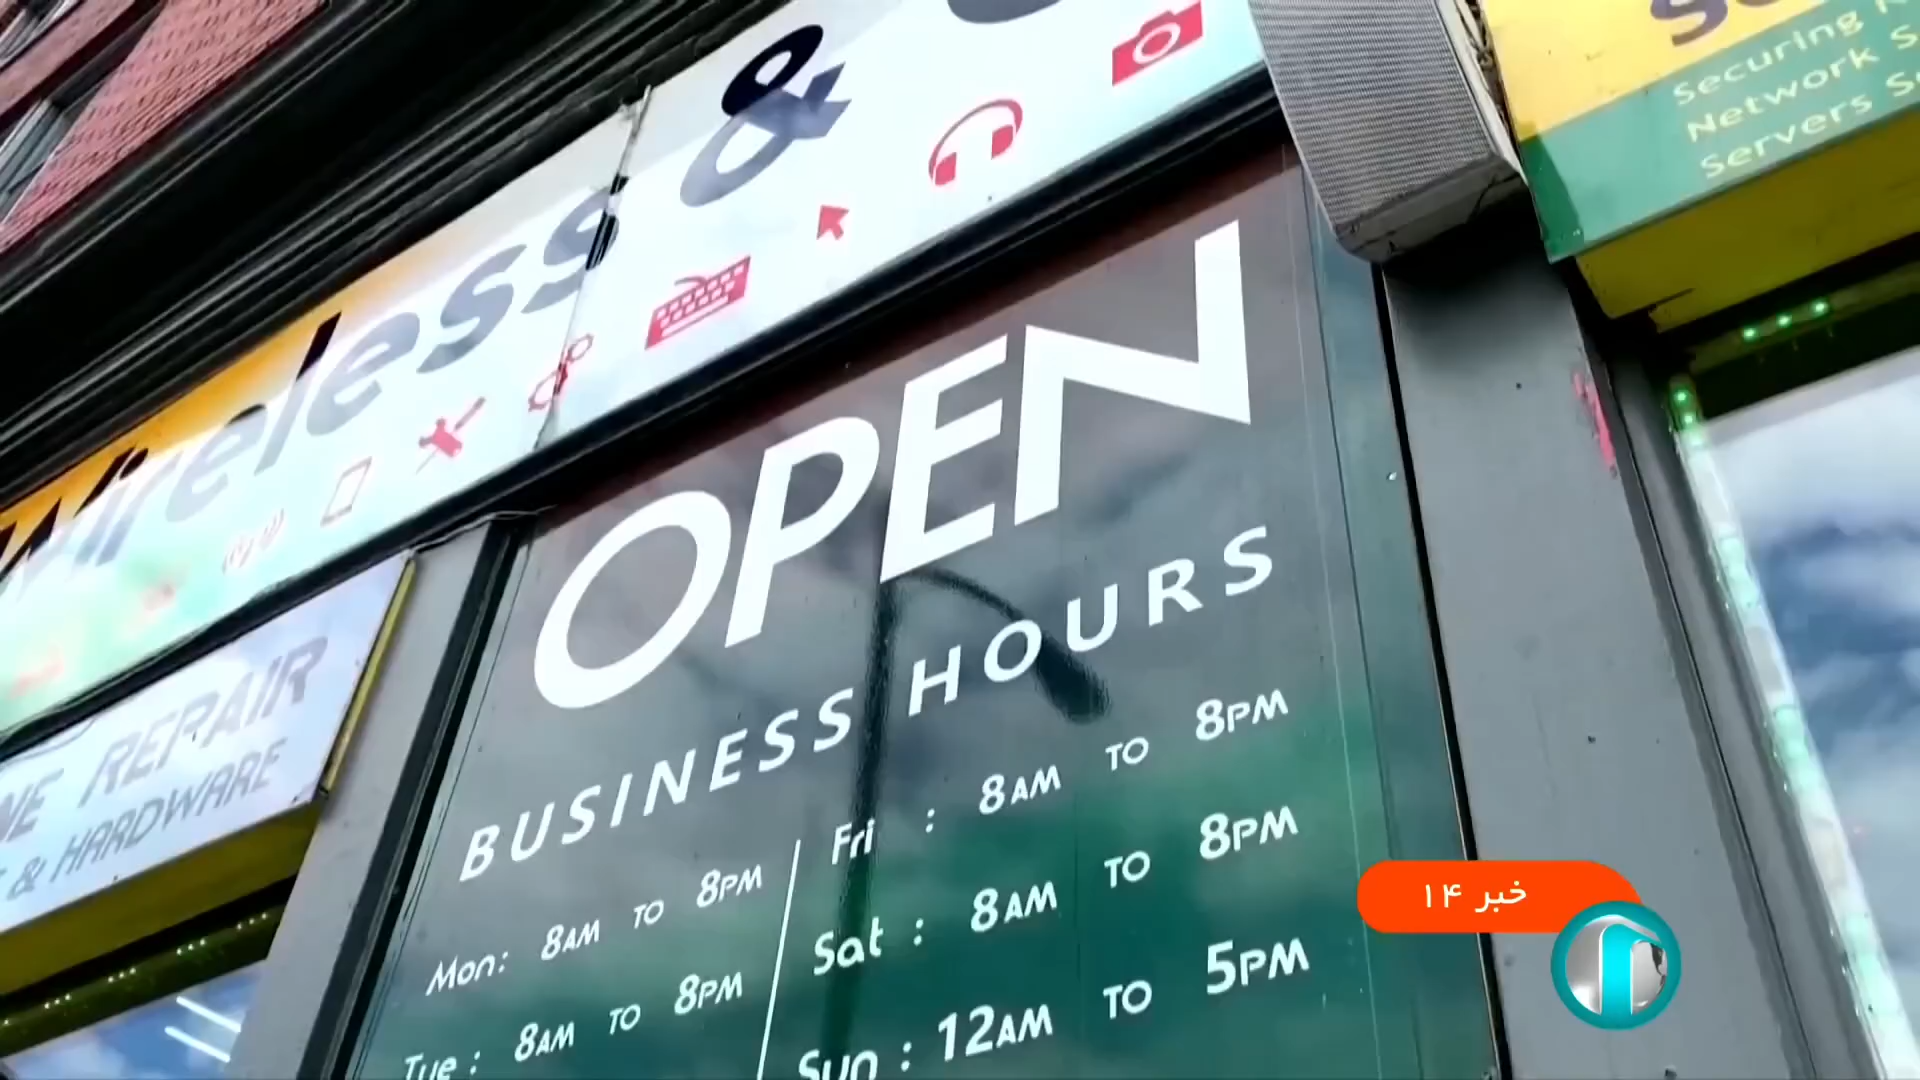 Wireless &
Securing
Network
Servers
OPEN
BUSINESS HOURS
REPAIR
& HARDWARE
Mon: 8AM TO 8PM
Tue: 8AM TO 8PM
Fri : 8AM TO 8PM
Sat : 8AM TO 8PM
Sun : 12AM TO 5PM
خبر ۱۴